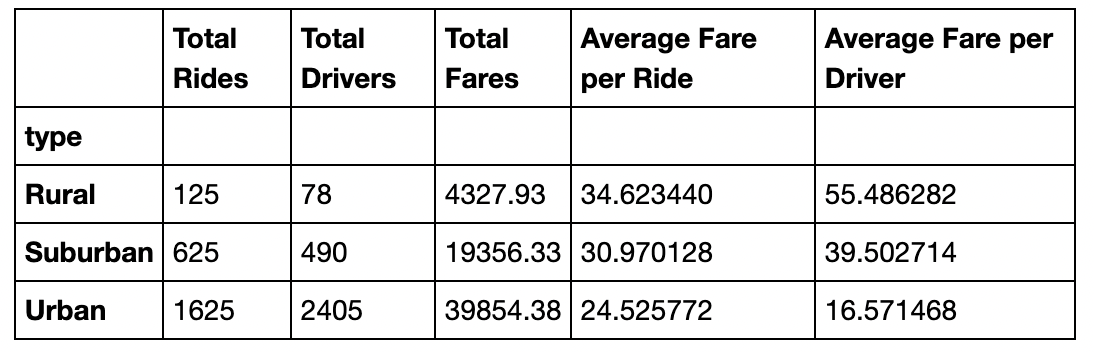 Total Rides Total Drivers Total Fares Average Fare per Ride Average Fare per Driver
type
Rural 125 78 4327.93 34.623440 55.486282
Suburban 625 490 19356.33 30.970128 39.502714
Urban 1625 2405 39854.38 24.525772 16.571468